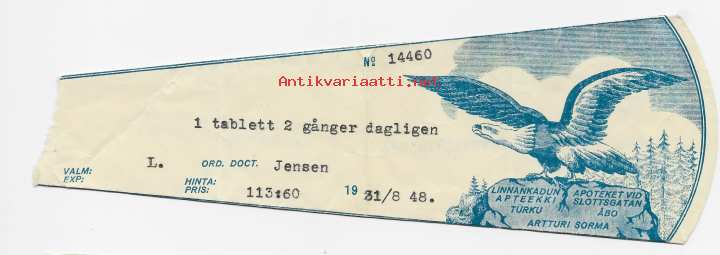 No 14460
Antikvariaatti.net
1 tablett 2 gånger dagligen
VALM:
EXP:
L. ORD. DOCT. Jensen
HINTA:
PRIS: 113:60 19 31/8 48.
LINNANKADUN
APTEEKKI
TURKU
APOTEKET VID
SLOTTSGATAN
ÅBO
ARTTURI SORMA